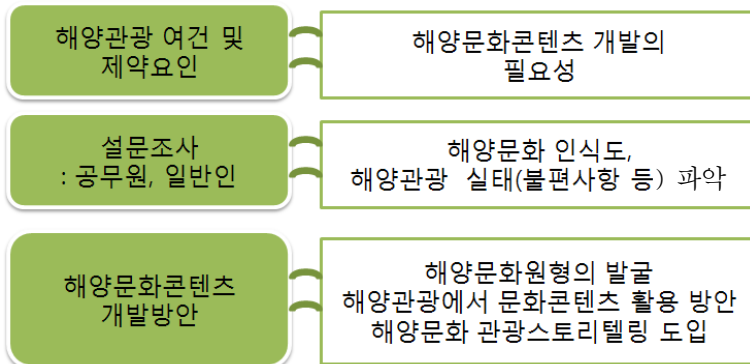 해양관광 여건 및
제약요인
해양문화콘텐츠 개발의
필요성
설문조사
: 공무원, 일반인
해양문화 인식도,
해양관광 실태(불편사항 등) 파악
해양문화콘텐츠
개발방안
해양문화원형의 발굴
해양관광에서 문화콘텐츠 활용 방안
해양문화 관광스토리텔링 도입